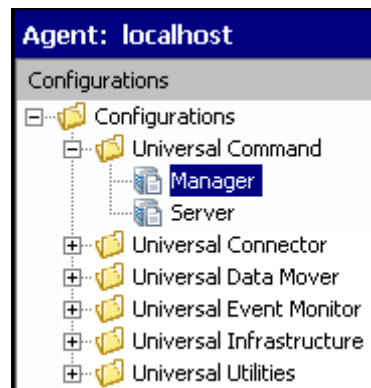 Agent: localhost
Configurations
Configurations
Universal Command
Manager
Server
Universal Connector
Universal Data Mover
Universal Event Monitor
Universal Infrastructure
Universal Utilities